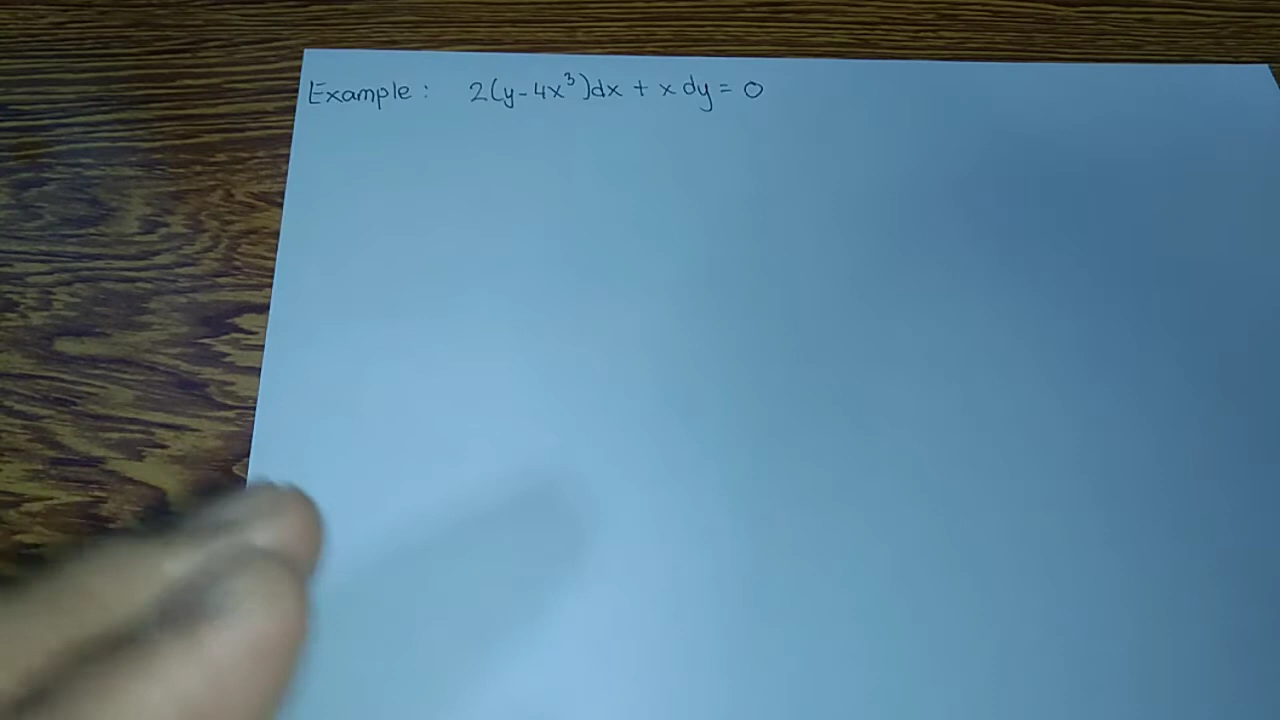 Example : 2(y-4x³)dx + x dy = 0